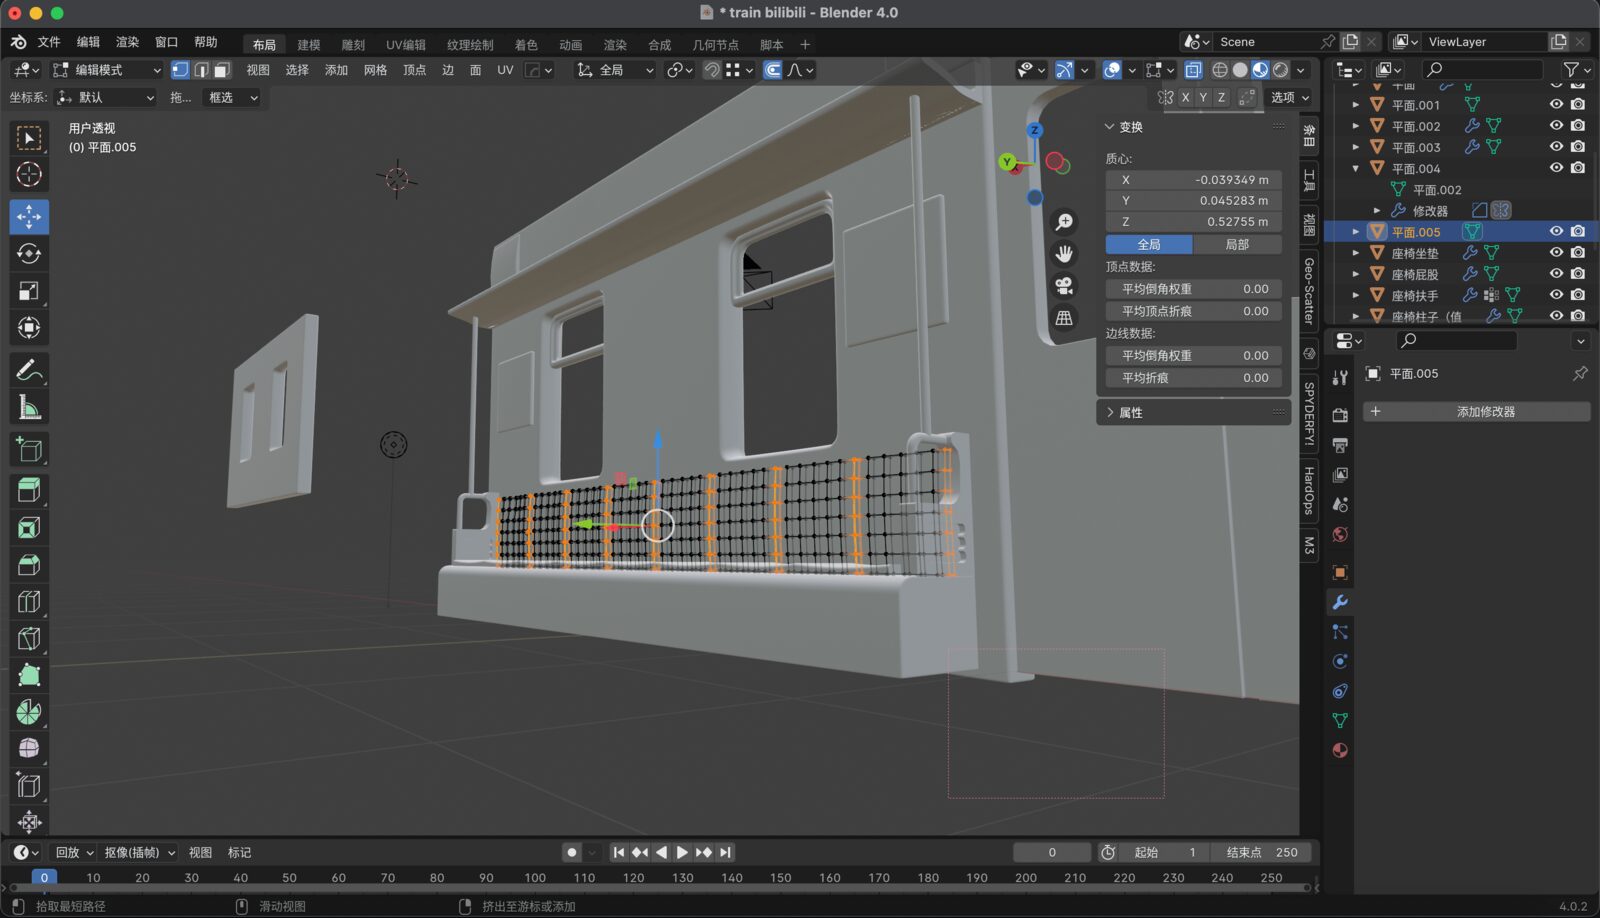 * train bilibili - Blender 4.0
文件 编辑 渲染 窗口 帮助 布局 建模 雕刻 UV编辑 纹理绘制 着色 动画 渲染 合成 几何节点 脚本 +
Scene
ViewLayer
编辑模式 视图 选择 添加 网格 顶点 边 面 UV 全局
坐标系: 默认 拖... 框选
X Y Z 选项
用户透视
(0) 平面.005
Z
Y
X
变换
质心:
X -0.039349 m
Y 0.045283 m
Z 0.52755 m
全局 局部
顶点数据:
平均倒角权重 0.00
平均顶点折痕 0.00
边线数据:
平均倒角权重 0.00
平均折痕 0.00
属性
条目
工具
视图
Geo-Scatter
SPYDERFY!
HardOps
M3
平面
平面.001
平面.002
平面.003
平面.004
平面.002
修改器
平面.005
座椅坐垫
座椅屁股
座椅扶手
座椅柱子（值
平面.005
+ 添加修改器
回放 抠像(插帧) 视图 标记
0 起始 1 结束点 250
0 10 20 30 40 50 60 70 80 90 100 110 120 130 140 150 160 170 180 190 200 210 220 230 240 250
拾取最短路径 滑动视图 挤出至游标或添加
4.0.2